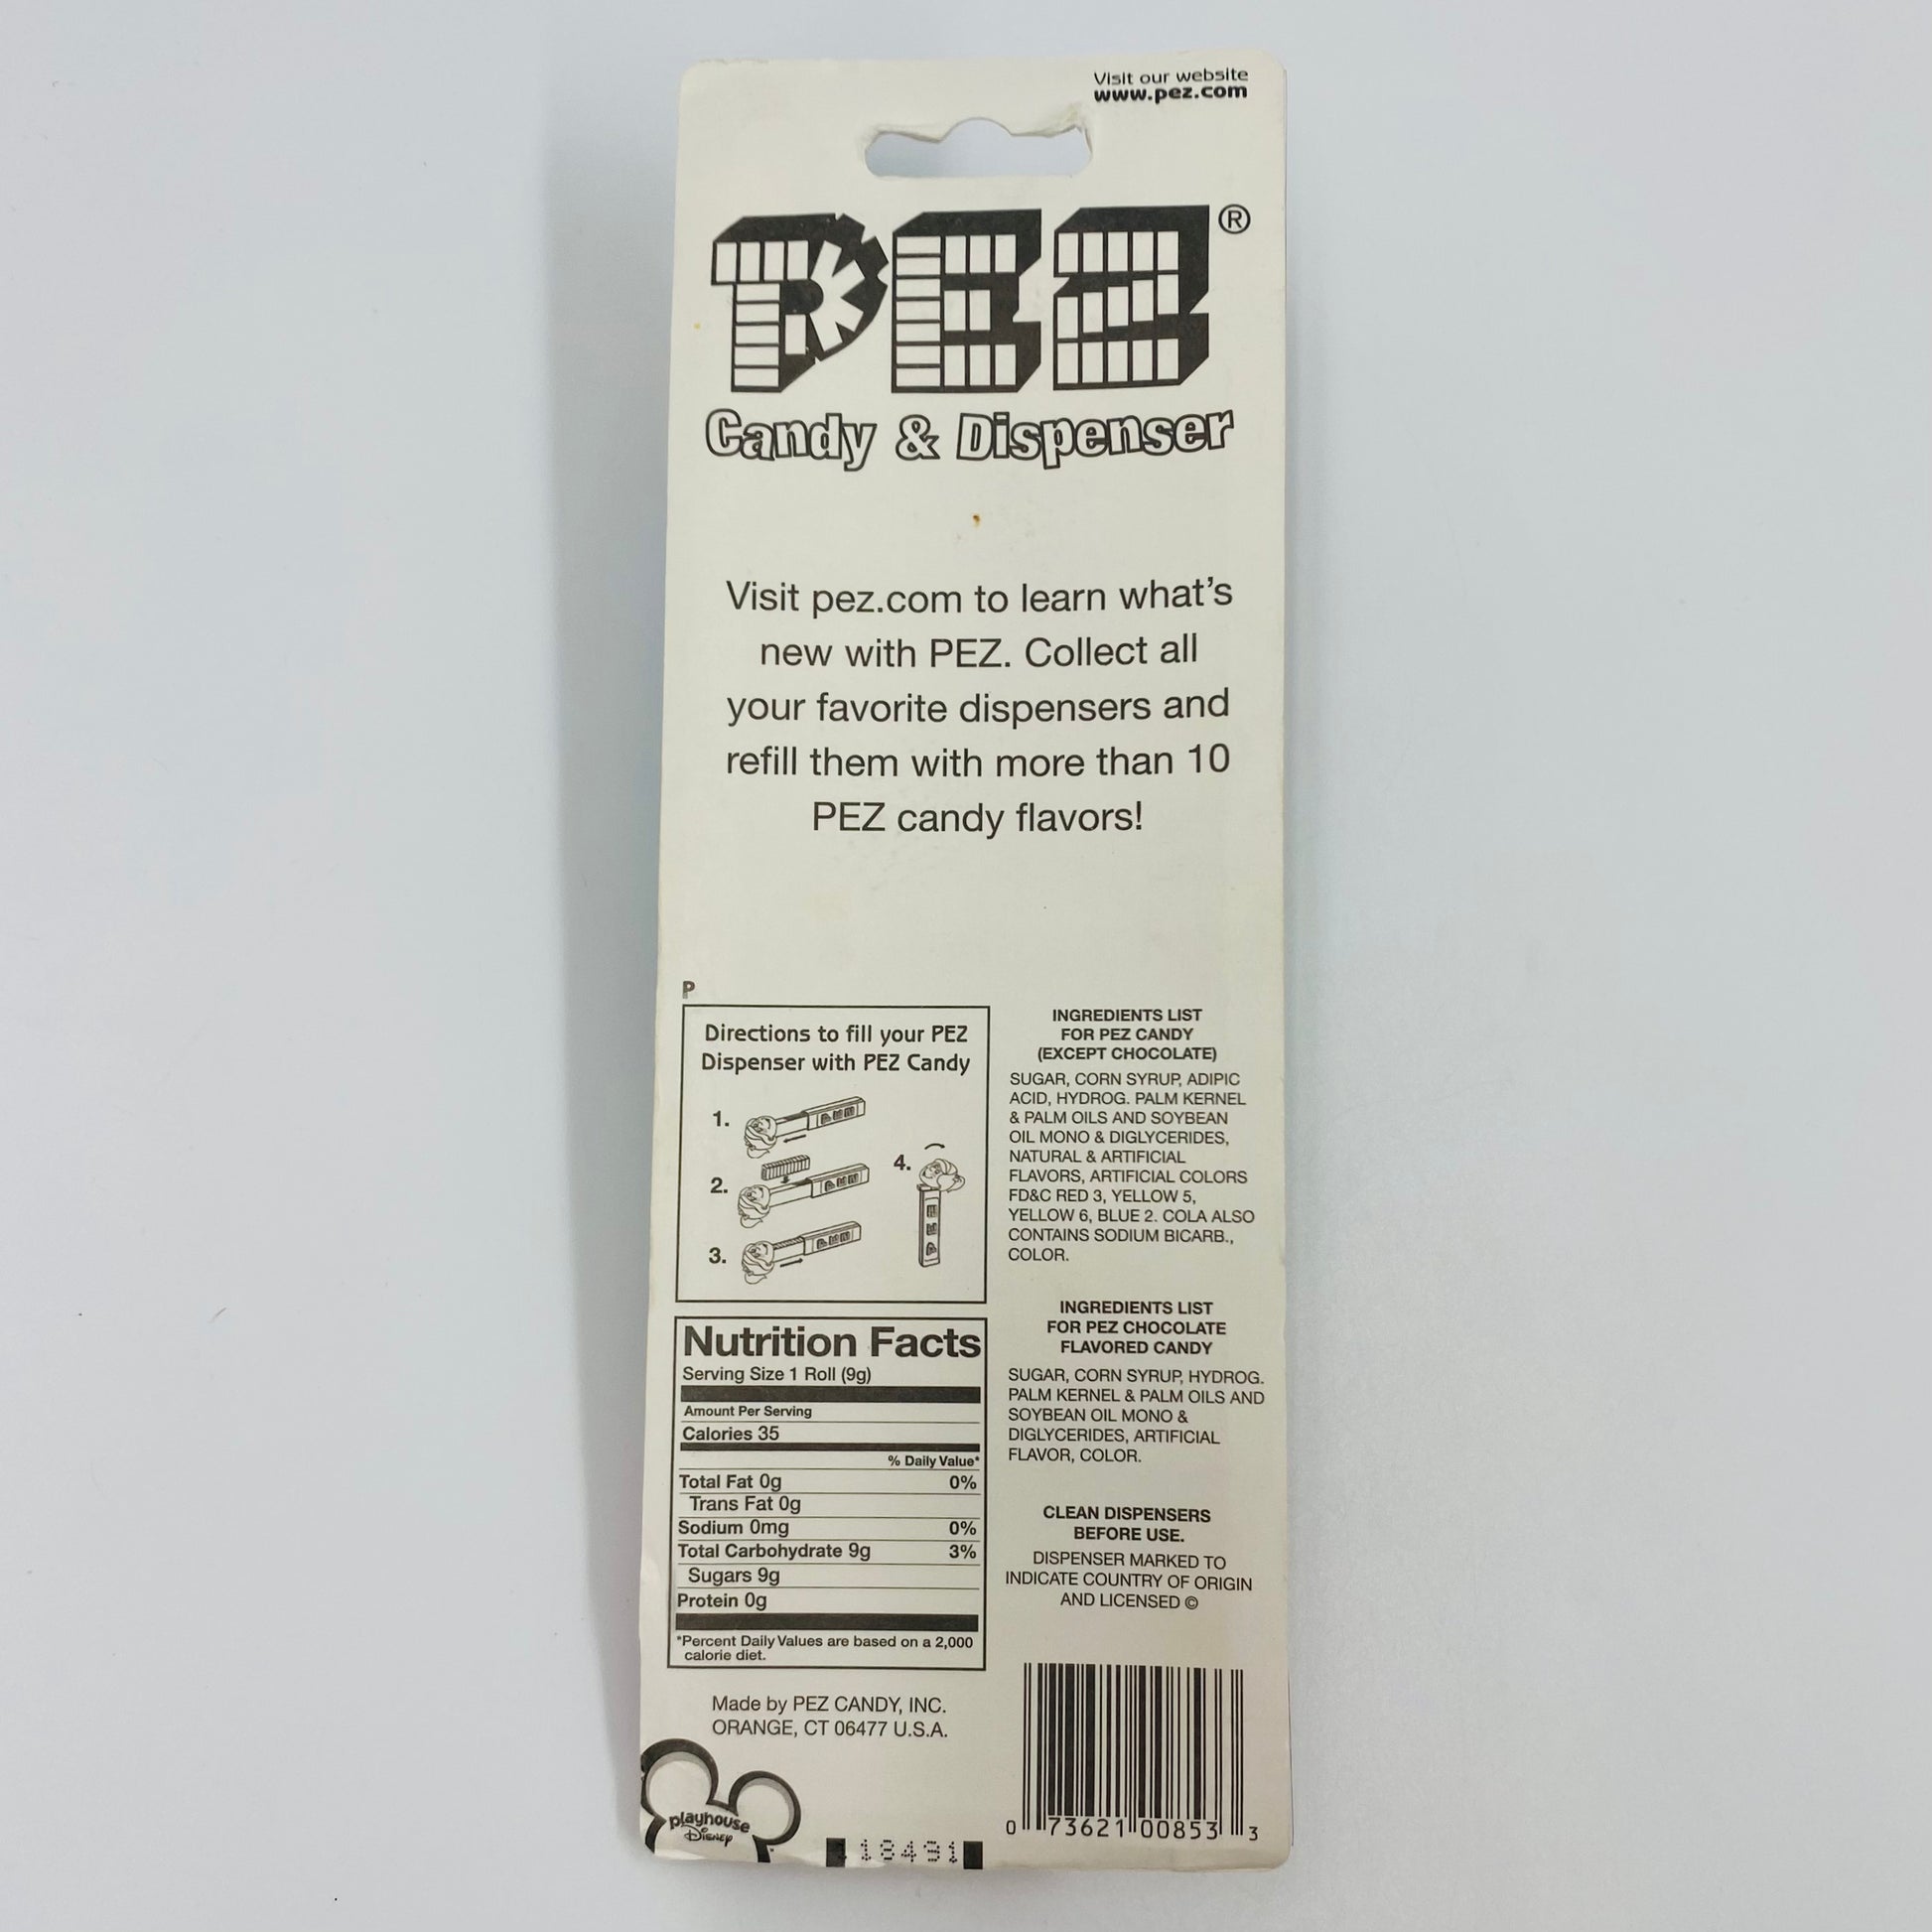 Visit our website
www.pez.com
PEZ®
Candy & Dispenser
Visit pez.com to learn what's
new with PEZ. Collect all
your favorite dispensers and
refill them with more than 10
PEZ candy flavors!
P
Directions to fill your PEZ
Dispenser with PEZ Candy
1.
PEZ
2.
PEZ
3.
PEZ
4.
PEZ
Nutrition Facts
Serving Size 1 Roll (9g)
Amount Per Serving
Calories 35
% Daily Value*
Total Fat 0g 0%
Trans Fat 0g
Sodium 0mg 0%
Total Carbohydrate 9g 3%
Sugars 9g
Protein 0g
*Percent Daily Values are based on a 2,000
calorie diet.
Made by PEZ CANDY, INC.
ORANGE, CT 06477 U.S.A.
playhouse
Disney
INGREDIENTS LIST
FOR PEZ CANDY
(EXCEPT CHOCOLATE)
SUGAR, CORN SYRUP, ADIPIC
ACID, HYDROG. PALM KERNEL
& PALM OILS AND SOYBEAN
OIL MONO & DIGLYCERIDES,
NATURAL & ARTIFICIAL
FLAVORS, ARTIFICIAL COLORS
FD&C RED 3, YELLOW 5,
YELLOW 6, BLUE 2. COLA ALSO
CONTAINS SODIUM BICARB.,
COLOR.
INGREDIENTS LIST
FOR PEZ CHOCOLATE
FLAVORED CANDY
SUGAR, CORN SYRUP, HYDROG.
PALM KERNEL & PALM OILS AND
SOYBEAN OIL MONO &
DIGLYCERIDES, ARTIFICIAL
FLAVOR, COLOR.
CLEAN DISPENSERS
BEFORE USE.
DISPENSER MARKED TO
INDICATE COUNTRY OF ORIGIN
AND LICENSED ©
0 73621 00853 3